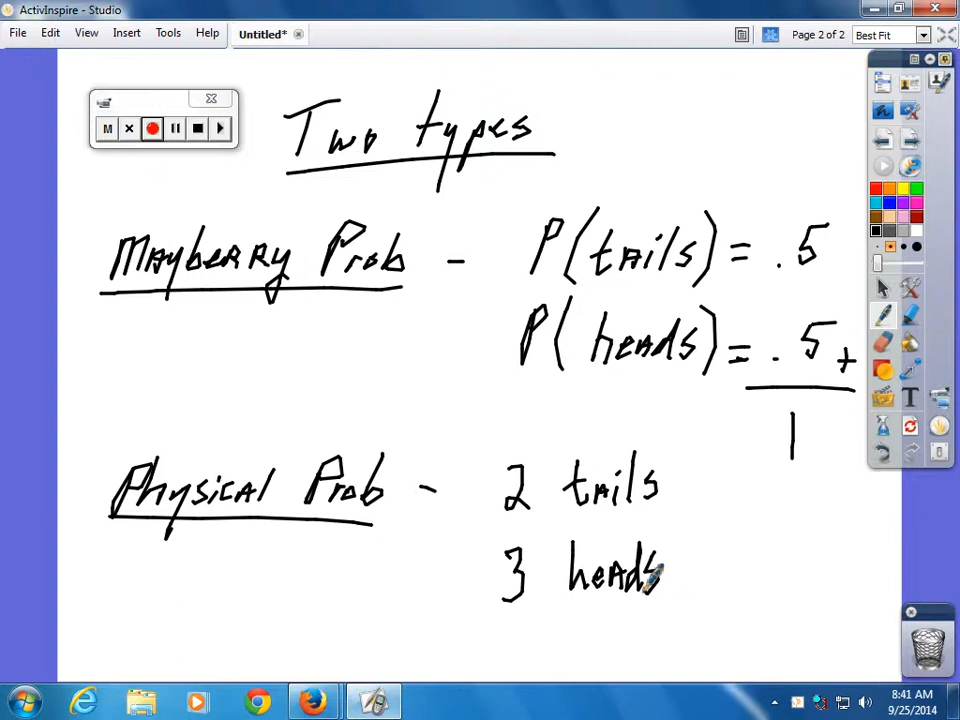 ActivInspire - Studio
File Edit View Insert Tools Help Untitled* Page 2 of 2 Best Fit
M
Two types
Mayberry Prob - P(tails) = .5
P(heads) = .5 +
1
Physical Prob - 2 tails
3 heads
T
8:41 AM
9/25/2014